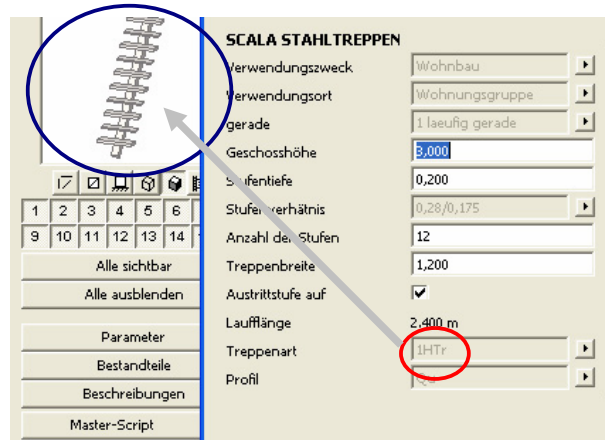 SCALA STAHLTREPPEN
Verwendungszweck Wohnbau
Verwendungsort Wohnungsgruppe
gerade 1 laeufig gerade
Geschosshöhe 3,000
Stufentiefe 0,200
Stufenverhätnis 0,28/0,175
Anzahl der Stufen 12
Treppenbreite 1,200
Austrittstufe auf
Laufflänge 2,400 m
Treppenart 1HTr
Profil
1 2 3 4 5 6
9 10 11 12 13 14
Alle sichtbar
Alle ausblenden
Parameter
Bestandteile
Beschreibungen
Master-Script